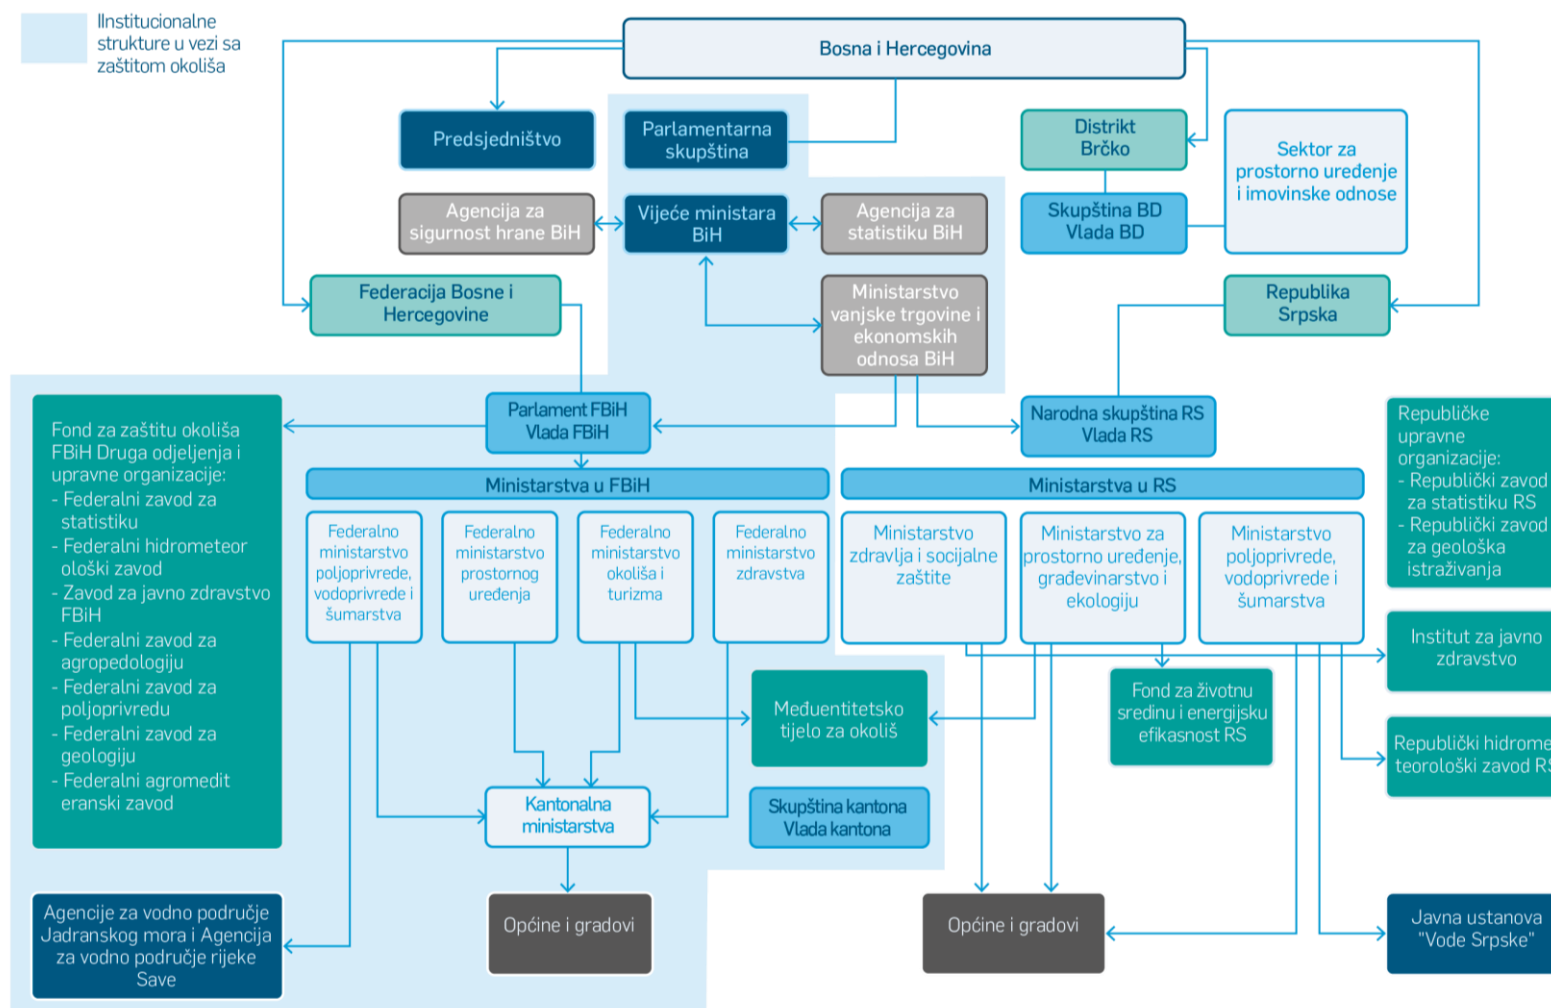 IInstitucionalne
strukture u vezi sa
zaštitom okoliša
Bosna i Hercegovina
Predsjedništvo
Parlamentarna
skupština
Distrikt
Brčko
Sektor za
prostorno uređenje
i imovinske odnose
Agencija za
sigurnost hrane BiH
Vijeće ministara
BiH
Agencija za
statistiku BiH
Skupština BD
Vlada BD
Federacija Bosne i
Hercegovine
Ministarstvo
vanjske trgovine i
ekonomskih
odnosa BiH
Republika
Srpska
Fond za zaštitu okoliša
FBiH Druga odjeljenja i
upravne organizacije:
- Federalni zavod za
statistiku
- Federalni hidrometeor
ološki zavod
- Zavod za javno zdravstvo
FBiH
- Federalni zavod za
agropedologiju
- Federalni zavod za
poljoprivredu
- Federalni zavod za
geologiju
- Federalni agromedit
eranski zavod
Parlament FBiH
Vlada FBiH
Narodna skupština RS
Vlada RS
Republičke
upravne
organizacije:
- Republički zavod
za statistiku RS
- Republički zavod
za geološka
istraživanja
Ministarstva u FBiH
Ministarstva u RS
Federalno
ministarstvo
poljoprivrede,
vodoprivrede i
šumarstva
Federalno
ministarstvo
prostornog
uređenja
Federalno
ministarstvo
okoliša i
turizma
Federalno
ministarstvo
zdravstva
Ministarstvo
zdravlja i socijalne
zaštite
Ministarstvo za
prostorno uređenje,
građevinarstvo i
ekologiju
Ministarstvo
poljoprivrede,
vodoprivrede i
šumarstva
Institut za javno
zdravstvo
Međuentitetsko
tijelo za okoliš
Fond za životnu
sredinu i energijsku
efikasnost RS
Republički hidrome
teorološki zavod RS
Kantonalna
ministarstva
Skupština kantona
Vlada kantona
Agencije za vodno područje
Jadranskog mora i Agencija
za vodno područje rijeke
Save
Općine i gradovi
Općine i gradovi
Javna ustanova
"Vode Srpske"